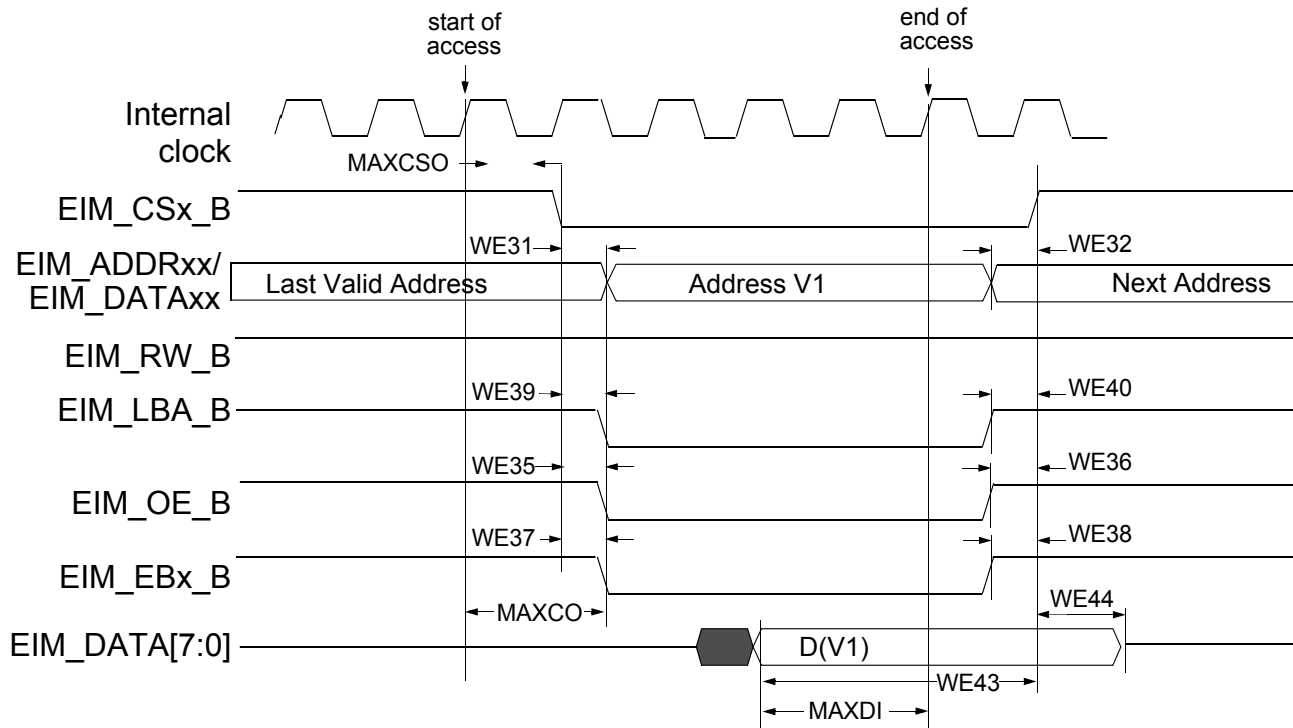 start of
access
end of
access
Internal
clock
MAXCSO
EIM_CSx_B
WE31
WE32
EIM_ADDRxx/
EIM_DATAxx
Last Valid Address
Address V1
Next Address
EIM_RW_B
WE39
WE40
EIM_LBA_B
WE35
WE36
EIM_OE_B
WE37
WE38
EIM_EBx_B
WE44
MAXCO
EIM_DATA[7:0]
D(V1)
WE43
MAXDI